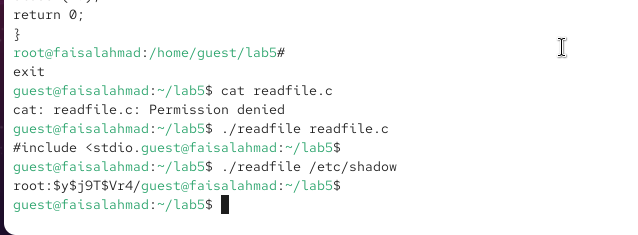 return 0;
}
root@faisalahmad:/home/guest/lab5#
exit
guest@faisalahmad:~/lab5$ cat readfile.c
cat: readfile.c: Permission denied
guest@faisalahmad:~/lab5$ ./readfile readfile.c
#include <stdio.guest@faisalahmad:~/lab5$
guest@faisalahmad:~/lab5$ ./readfile /etc/shadow
root:$y$j9T$Vr4/guest@faisalahmad:~/lab5$
guest@faisalahmad:~/lab5$